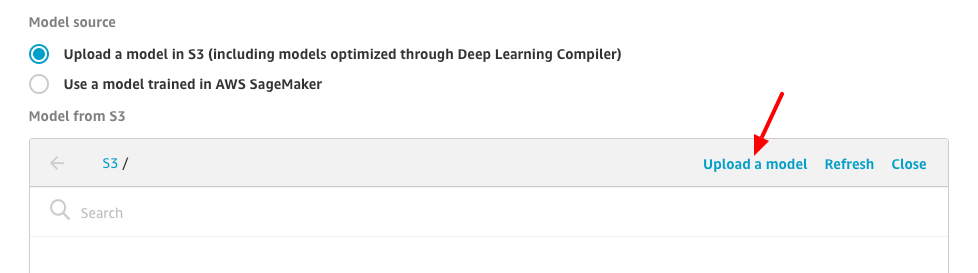 Model source
Upload a model in S3 (including models optimized through Deep Learning Compiler)
Use a model trained in AWS SageMaker
Model from S3
S3 / Upload a model Refresh Close
Search